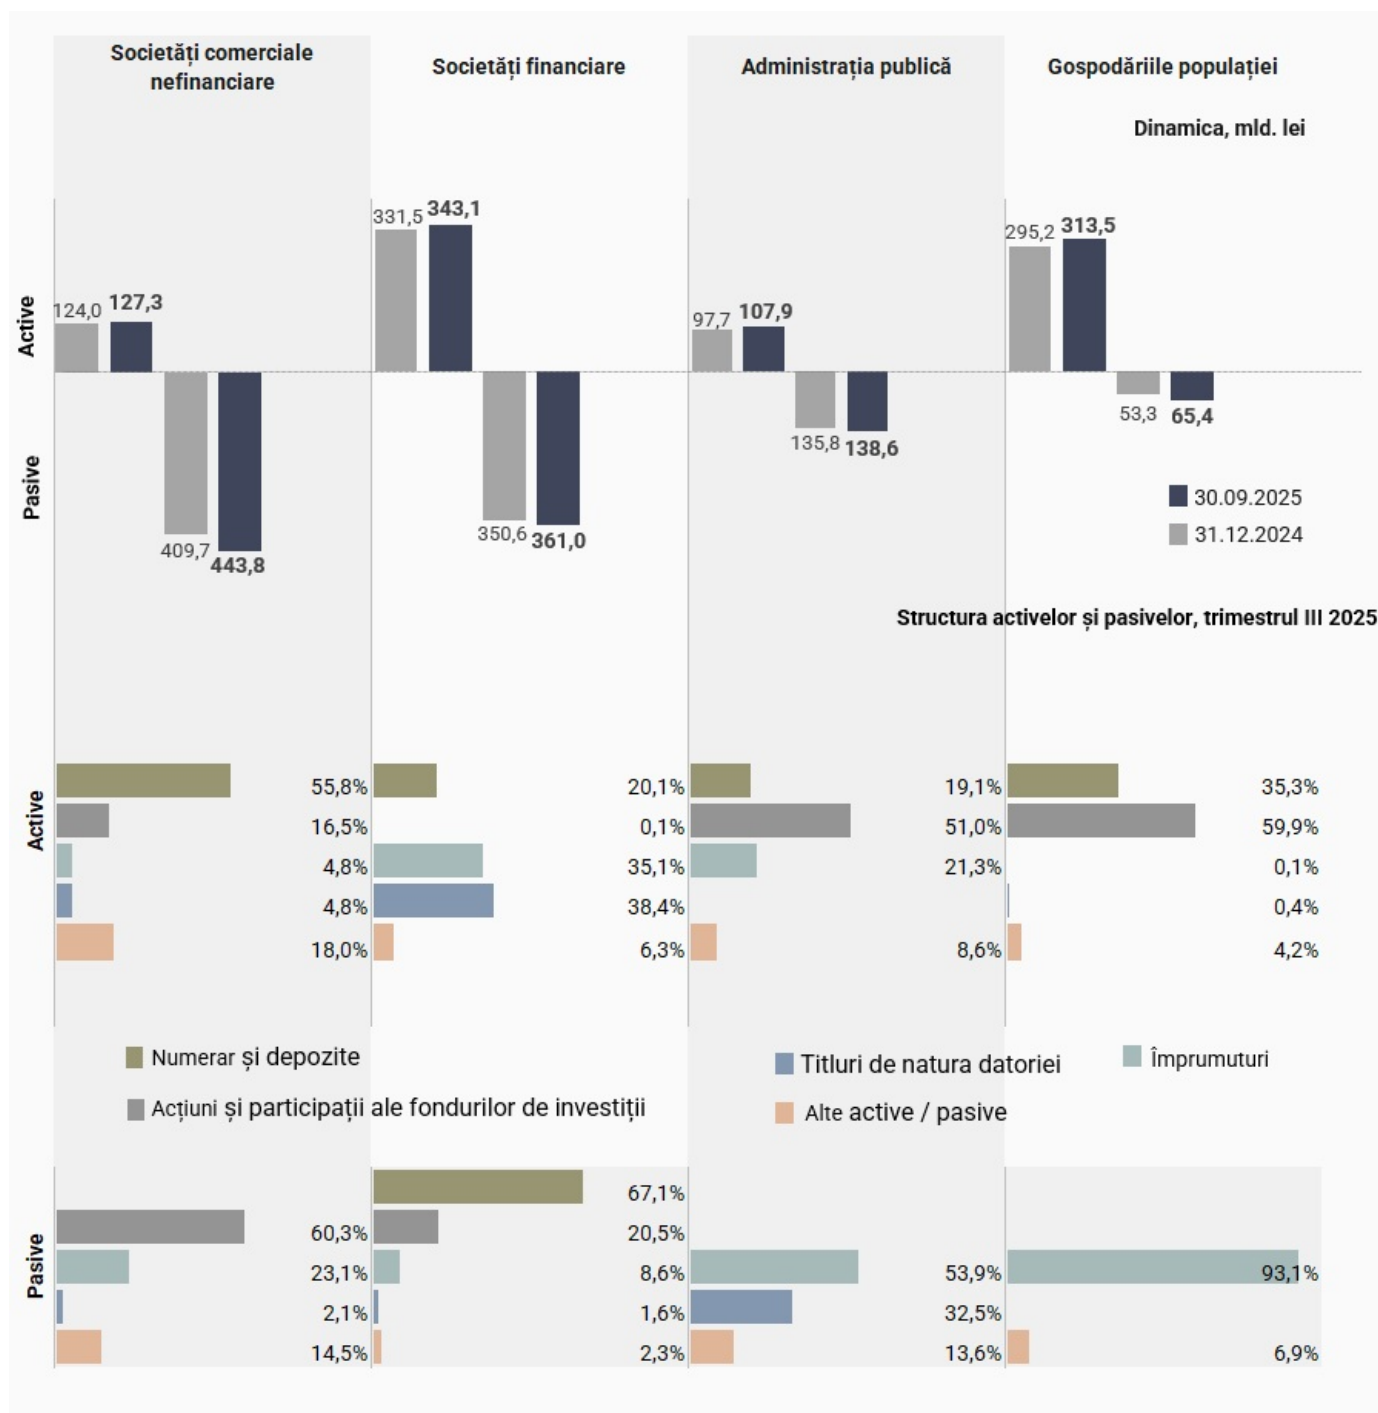 Societăți comerciale
nefinanciare
Societăți financiare
Administrația publică
Gospodăriile populației
Dinamica, mld. lei
Active
124,0 127,3
331,5 343,1
97,7 107,9
295,2 313,5
Pasive
409,7 443,8
350,6 361,0
135,8 138,6
53,3 65,4
30.09.2025
31.12.2024
Structura activelor și pasivelor, trimestrul III 2025
Active
55,8% 20,1% 19,1% 35,3%
16,5% 0,1% 51,0% 59,9%
4,8% 35,1% 21,3% 0,1%
4,8% 38,4% 0,4%
18,0% 6,3% 8,6% 4,2%
Numerar și depozite
Titluri de natura datoriei
Împrumuturi
Acțiuni și participații ale fondurilor de investiții
Alte active / pasive
Pasive
67,1%
60,3% 20,5%
23,1% 8,6% 53,9% 93,1%
2,1% 1,6% 32,5%
14,5% 2,3% 13,6% 6,9%